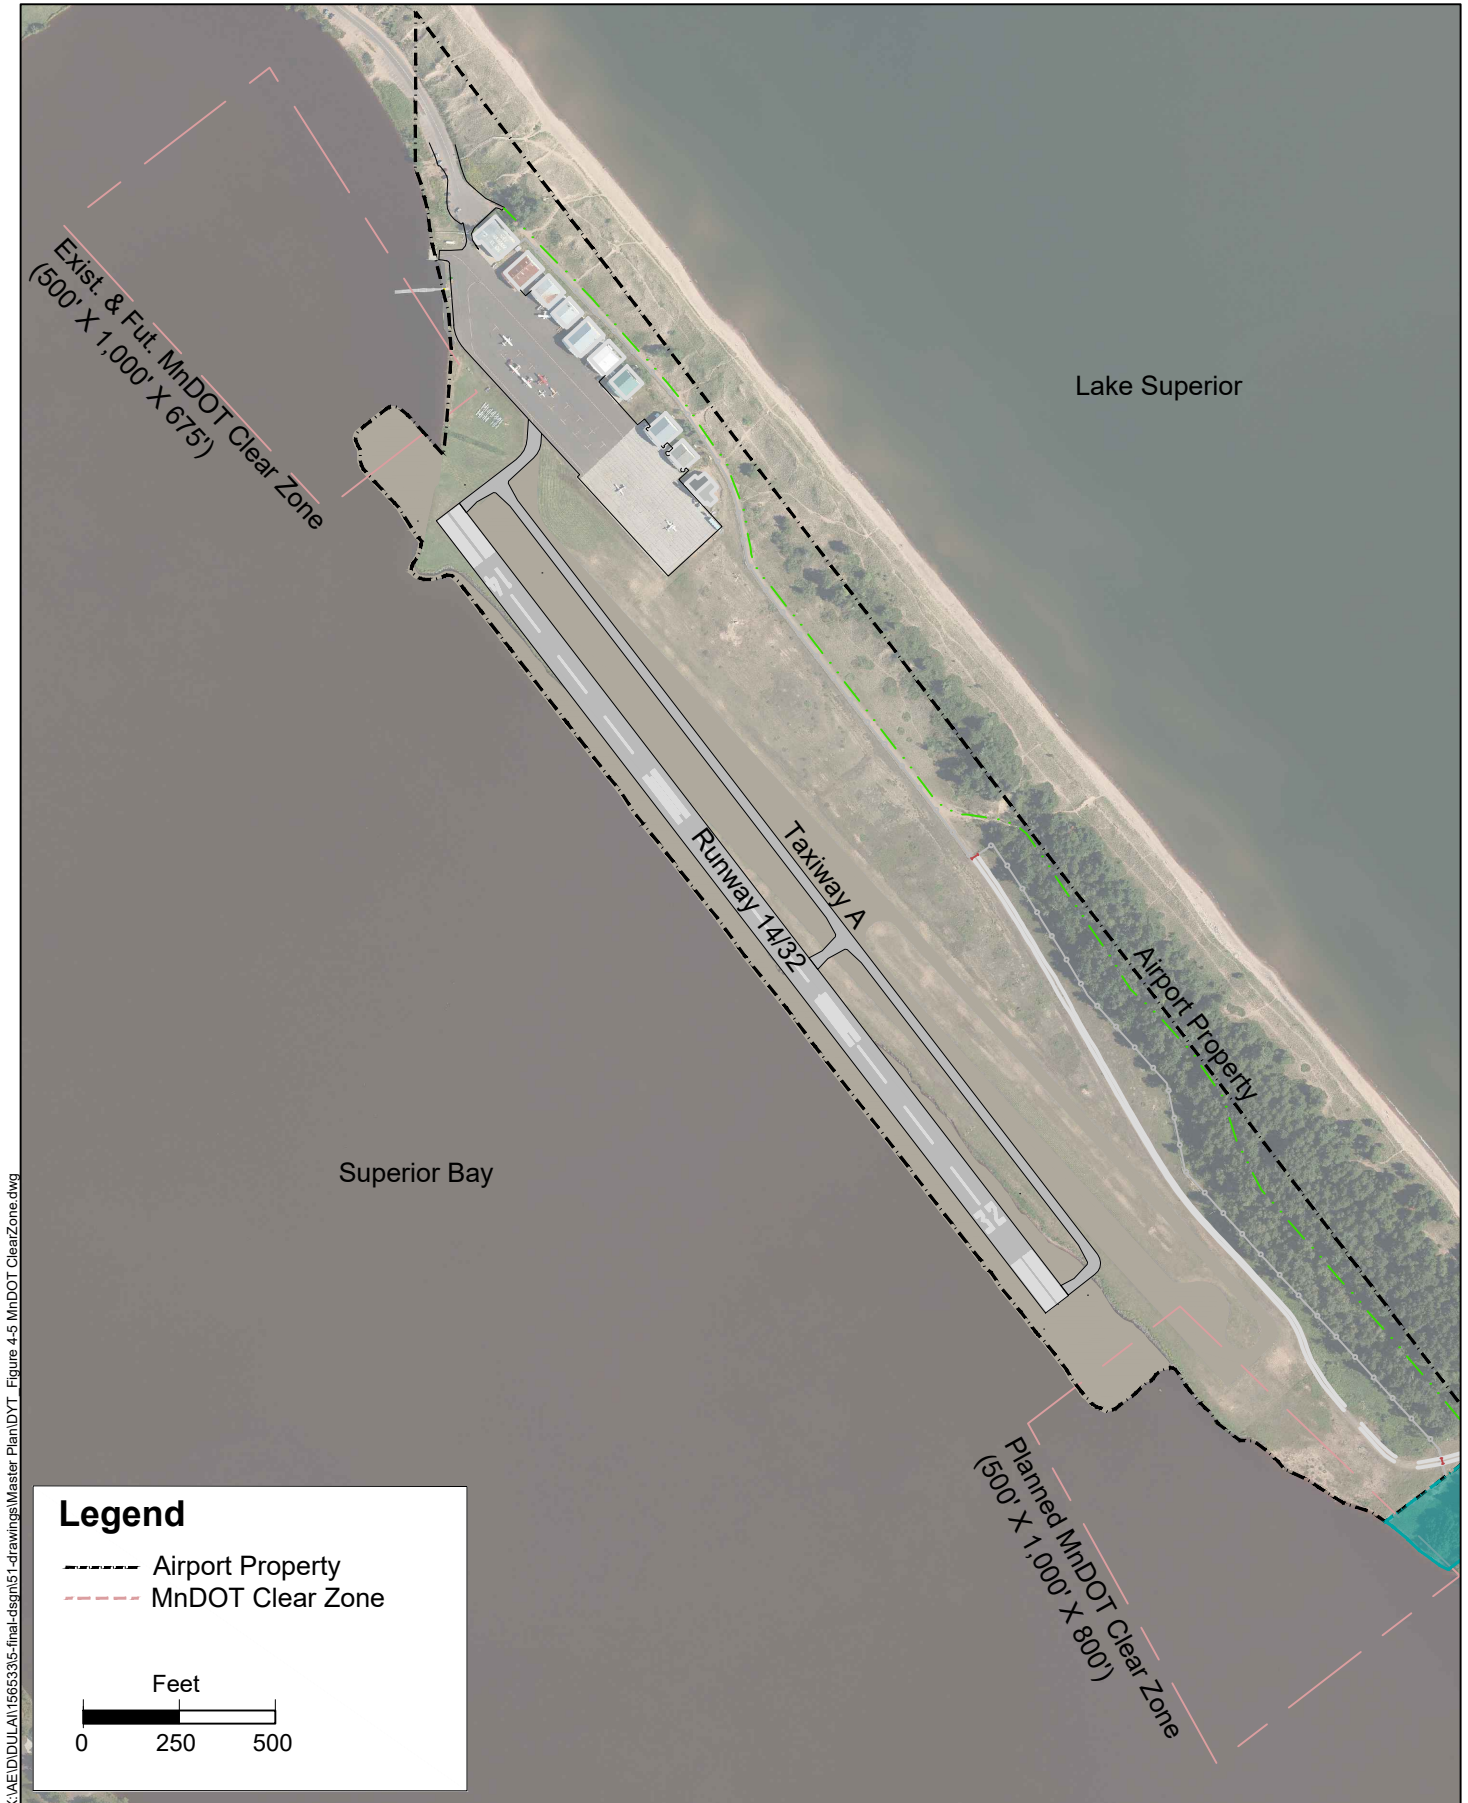 Lake Superior
Exist. & Fut. MnDOT Clear Zone
(500' X 1,000' X 675')
14
Taxiway A
Runway 14/32
Airport Property
Superior Bay
32
Planned MnDOT Clear Zone
(500' X 1,000' X 800')
Legend
Airport Property
MnDOT Clear Zone
Feet
0 250 500
K:\AE\D\DULAI\156533\5-final-dsgn\51-drawings\Master Plan\DYT_Figure 4-5 MnDOT ClearZone.dwg